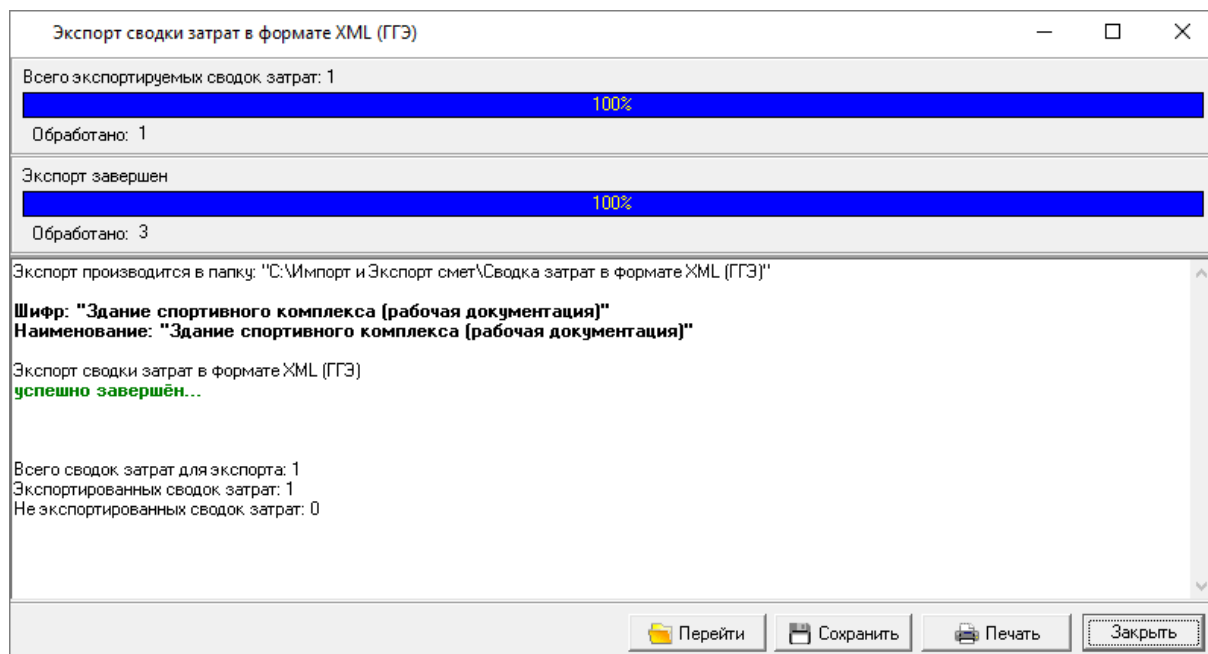 Экспорт сводки затрат в формате XML (ГГЭ)
Всего экспортируемых сводок затрат: 1
100%
Обработано: 1
Экспорт завершен
100%
Обработано: 3
Экспорт производится в папку: "C:\Импорт и Экспорт смет\Сводка затрат в формате XML (ГГЭ)"
Шифр: "Здание спортивного комплекса (рабочая документация)"
Наименование: "Здание спортивного комплекса (рабочая документация)"
Экспорт сводки затрат в формате XML (ГГЭ)
успешно завершён...
Всего сводок затрат для экспорта: 1
Экспортированных сводок затрат: 1
Не экспортированных сводок затрат: 0
Перейти Сохранить Печать Закрыть